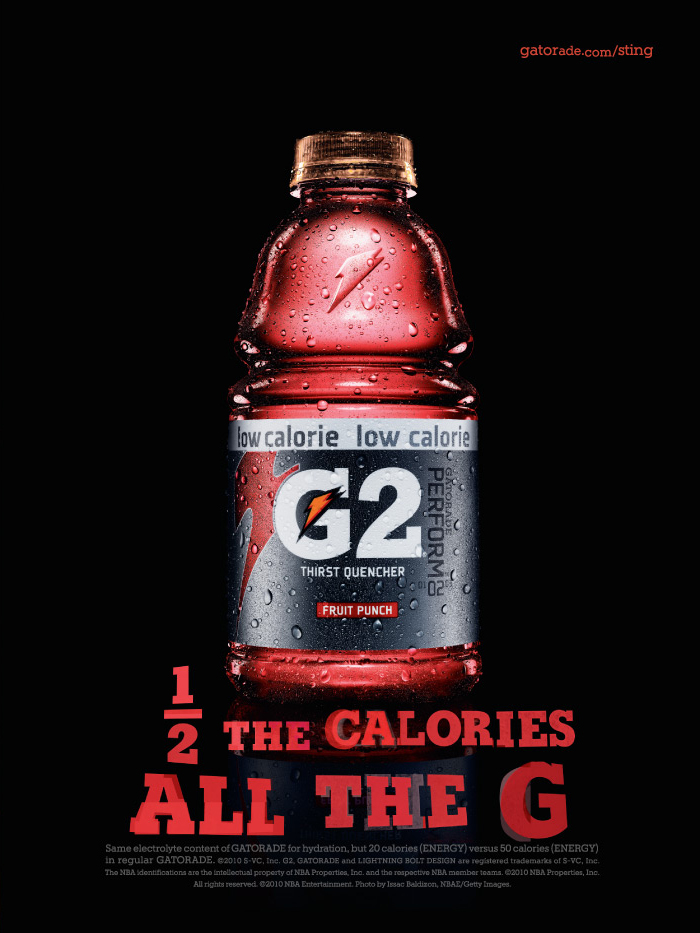 gatorade.com/sting
low calorie low calorie
G2
GATORADE
PERFORM
02
THIRST QUENCHER
FRUIT PUNCH
1/2 THE CALORIES
ALL THE G
Same electrolyte content of GATORADE for hydration, but 20 calories (ENERGY) versus 50 calories (ENERGY)
in regular GATORADE. ©2010 S-VC, Inc. G2, GATORADE and LIGHTNING BOLT DESIGN are registered trademarks of S-VC, Inc.
The NBA identifications are the intellectual property of NBA Properties, Inc. and the respective NBA member teams. ©2010 NBA Properties, Inc.
All rights reserved. ©2010 NBA Entertainment. Photo by Issac Baldizon, NBAE/Getty Images.